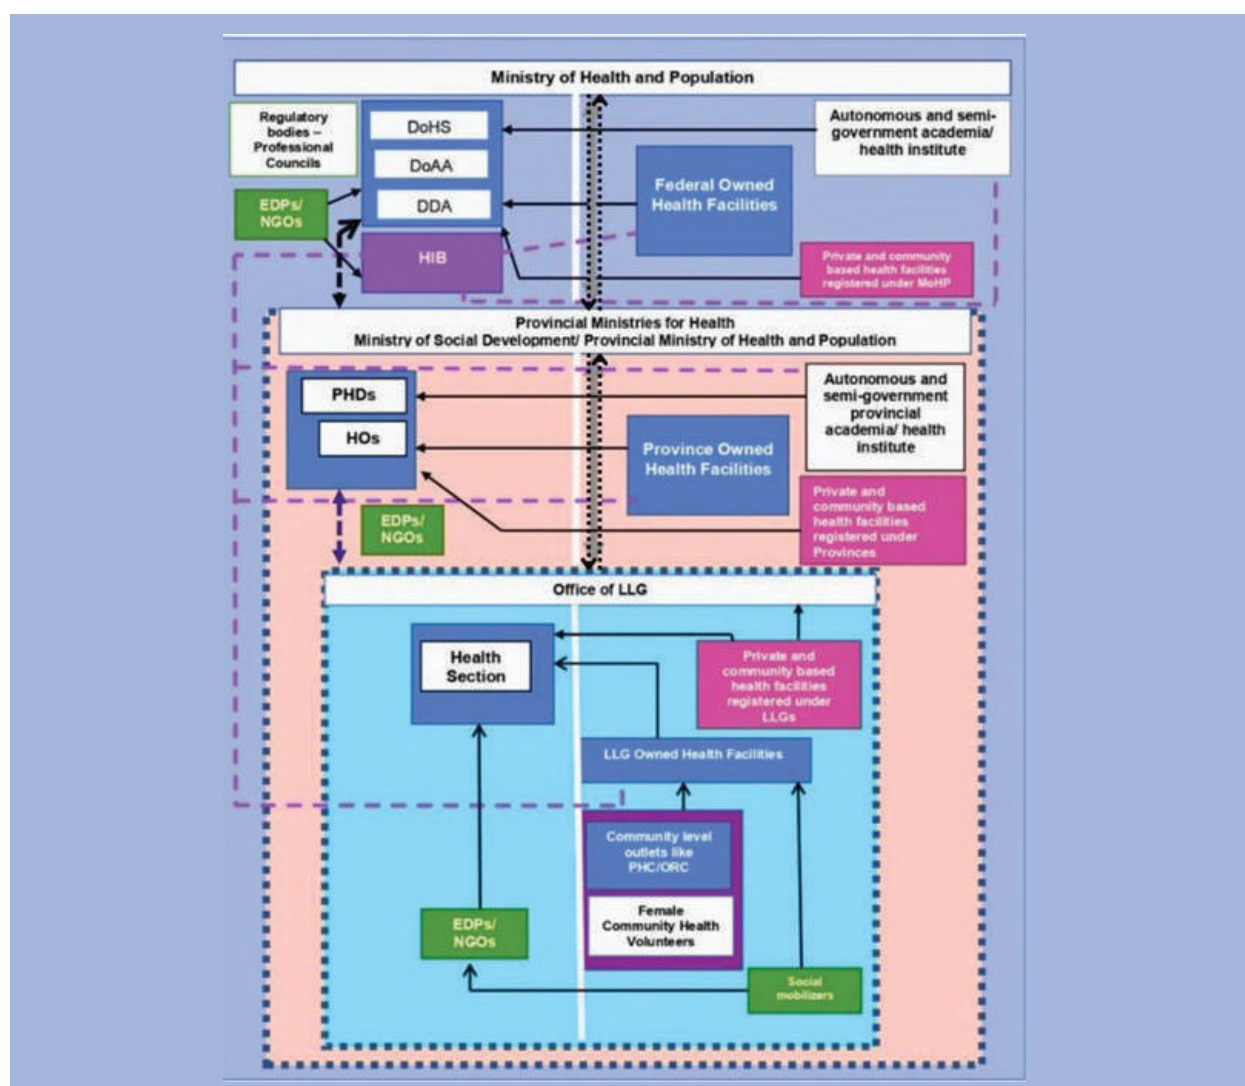 Ministry of Health and Population
Regulatory
bodies –
Professional
Councils
DoHS
DoAA
DDA
Autonomous and semi-
government academia/
health institute
EDPs/
NGOs
Federal Owned
Health Facilities
HIB
Private and community
based health facilities
registered under MoHP
Provincial Ministries for Health
Ministry of Social Development/ Provincial Ministry of Health and Population
PHDs
HOs
Autonomous and
semi-government
provincial
academia/ health
institute
Province Owned
Health Facilities
EDPs/
NGOs
Private and
community based
health facilities
registered under
Provinces
Office of LLG
Health
Section
Private and
community based
health facilities
registered under
LLGs
LLG Owned Health Facilities
Community level
outlets like
PHC/ORC
Female
Community Health
Volunteers
EDPs/
NGOs
Social
mobilizers